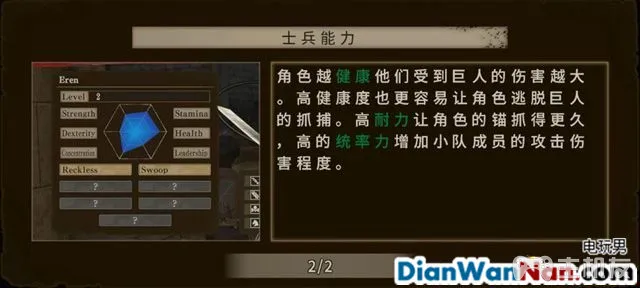 士兵能力
Eren
Level 2
Strength
Stamina
Dexterity
Health
Concentration
Leadership
Reckless
Swoop
? ?
? ?
?
角色越健康他们受到巨人的伤害越大
。高健康度也更容易让角色逃脱巨人
的抓捕。高耐力让角色的锚抓得更久
，高的统率力增加小队成员的攻击伤
害程度。
2/2
电玩男
DianWanNan.com